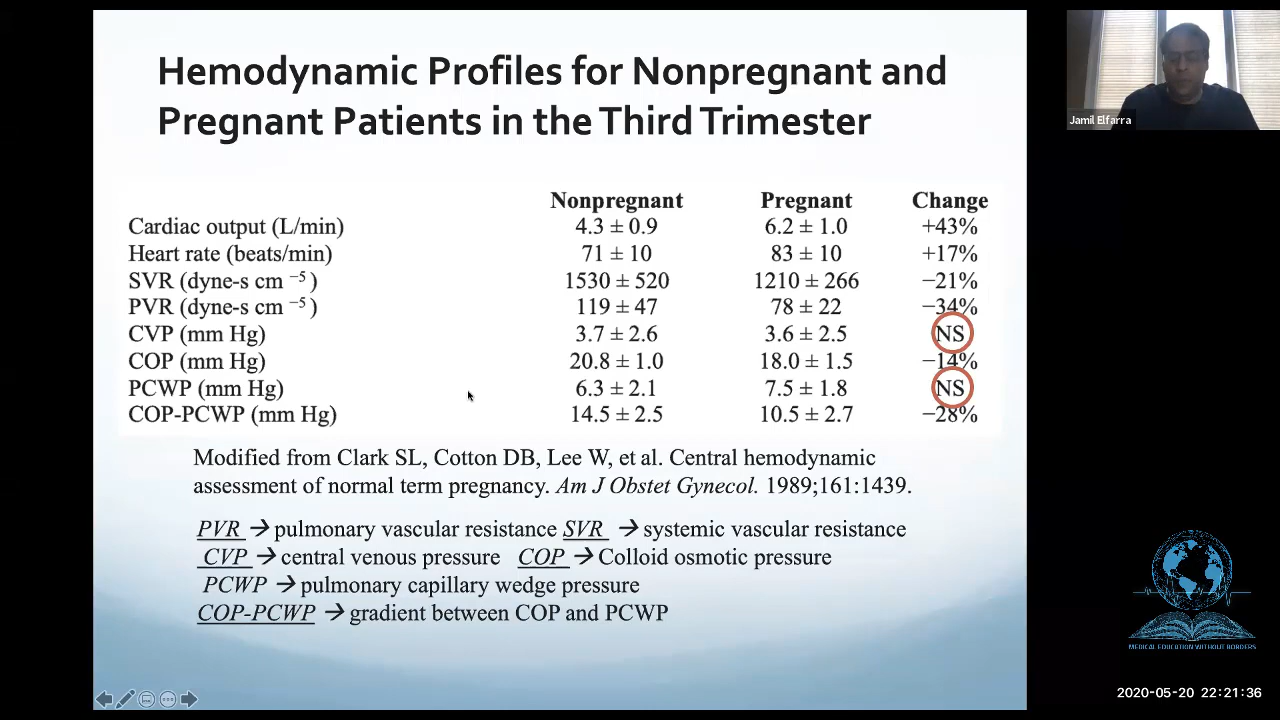 Hemodynamic Profiles for Nonpregnant and
Pregnant Patients in the Third Trimester
Jamil Elfarra
Nonpregnant Pregnant Change
Cardiac output (L/min) 4.3 ± 0.9 6.2 ± 1.0 +43%
Heart rate (beats/min) 71 ± 10 83 ± 10 +17%
SVR (dyne-s cm ⁻⁵) 1530 ± 520 1210 ± 266 −21%
PVR (dyne-s cm ⁻⁵) 119 ± 47 78 ± 22 −34%
CVP (mm Hg) 3.7 ± 2.6 3.6 ± 2.5 NS
COP (mm Hg) 20.8 ± 1.0 18.0 ± 1.5 −14%
PCWP (mm Hg) 6.3 ± 2.1 7.5 ± 1.8 NS
COP-PCWP (mm Hg) 14.5 ± 2.5 10.5 ± 2.7 −28%
Modified from Clark SL, Cotton DB, Lee W, et al. Central hemodynamic
assessment of normal term pregnancy. Am J Obstet Gynecol. 1989;161:1439.
PVR → pulmonary vascular resistance SVR → systemic vascular resistance
CVP → central venous pressure COP → Colloid osmotic pressure
PCWP → pulmonary capillary wedge pressure
COP-PCWP → gradient between COP and PCWP
MEDICAL EDUCATION WITHOUT BORDERS
2020-05-20 22:21:36